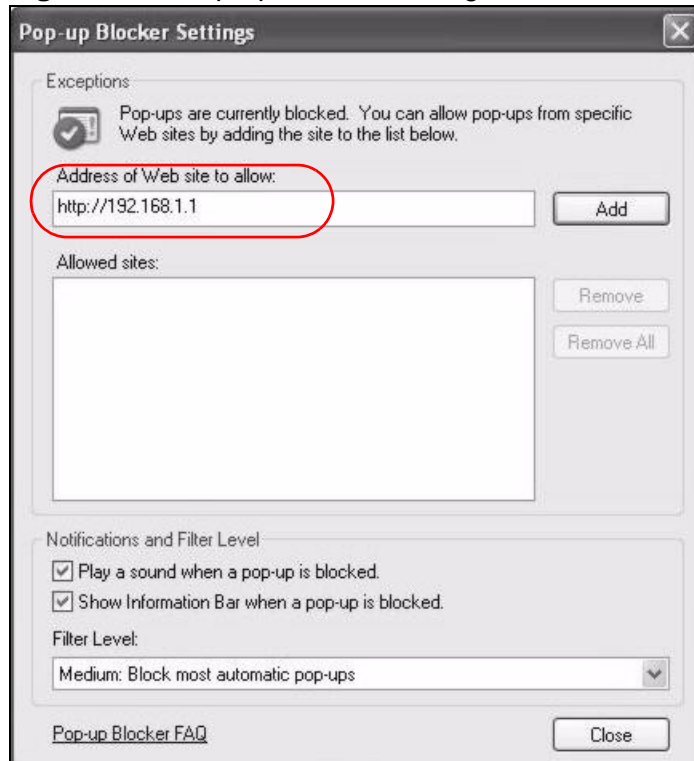 Pop-up Blocker Settings
Exceptions
Pop-ups are currently blocked. You can allow pop-ups from specific
Web sites by adding the site to the list below.
Address of Web site to allow:
http://192.168.1.1
Add
Allowed sites:
Remove
Remove All
Notifications and Filter Level
Play a sound when a pop-up is blocked.
Show Information Bar when a pop-up is blocked.
Filter Level:
Medium: Block most automatic pop-ups
Pop-up Blocker FAQ
Close